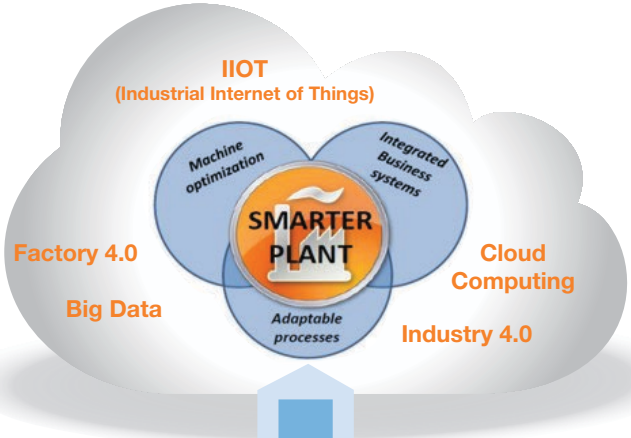 IIOT
(Industrial Internet of Things)
Machine
optimization
Integrated
Business
systems
SMARTER
PLANT
Factory 4.0
Big Data
Cloud
Computing
Adaptable
processes
Industry 4.0